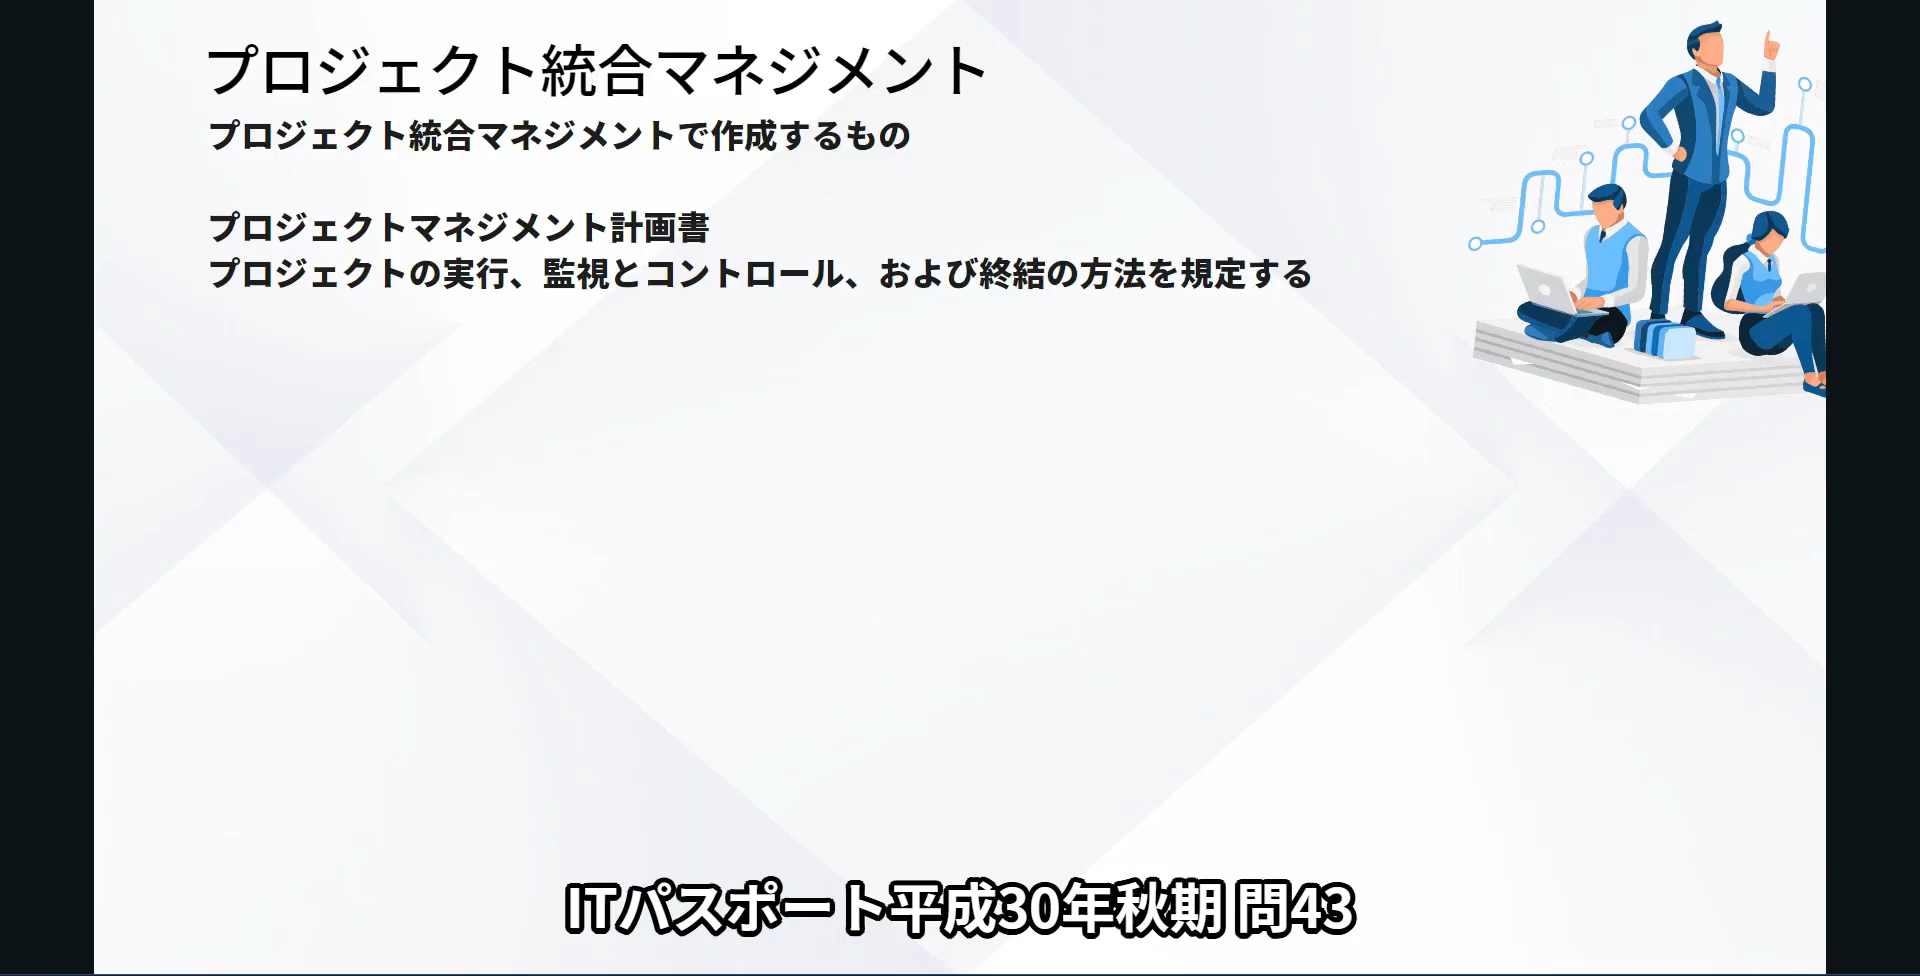 プロジェクト統合マネジメント
プロジェクト統合マネジメントで作成するもの
プロジェクトマネジメント計画書
プロジェクトの実行、監視とコントロール、および終結の方法を規定する
ITパスポート平成30年秋期 問43